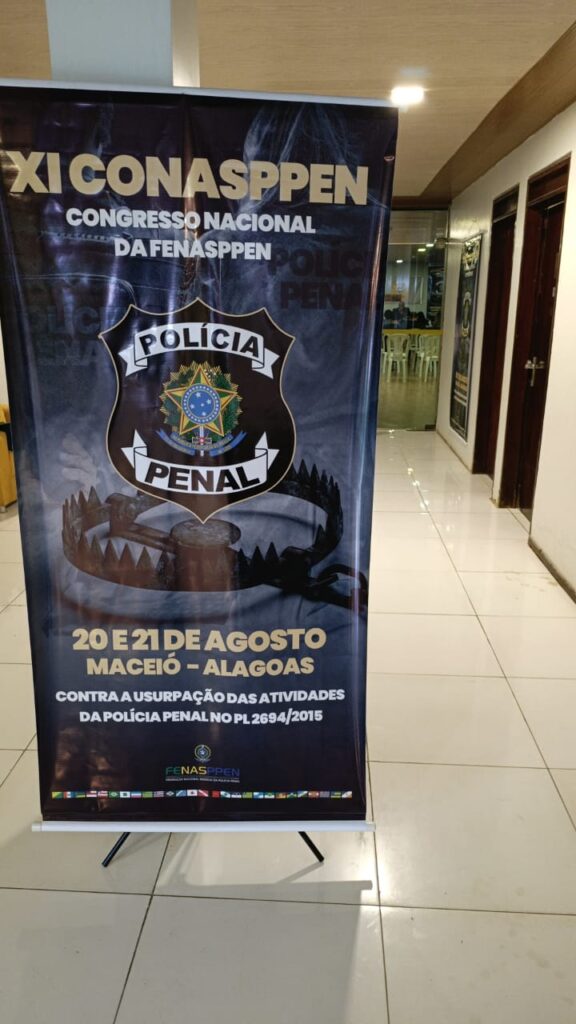 XI CONASPPEN
CONGRESSO NACIONAL
DA FENASPPEN
POLÍCIA
PENAL
20 E 21 DE AGOSTO
MACEIÓ - ALAGOAS
CONTRA A USURPAÇÃO DAS ATIVIDADES
DA POLÍCIA PENAL NO PL 2694/2015
FENASPPEN